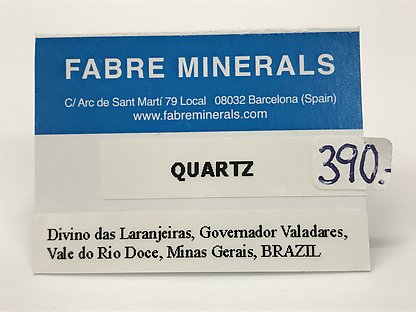 FABRE MINERALS
C/ Arc de Sant Martí 79 Local 08032 Barcelona (Spain)
www.fabreminerals.com
QUARTZ
390.-
Divino das Laranjeiras, Governador Valadares,
Vale do Rio Doce, Minas Gerais, BRAZIL